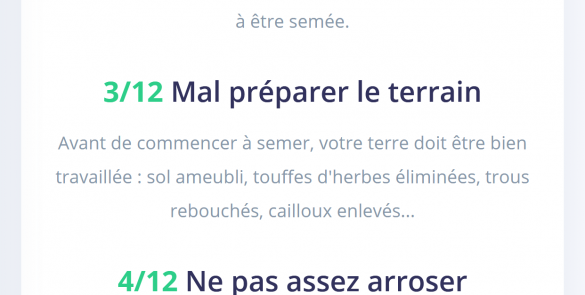 à être semée.
3/12 Mal préparer le terrain
Avant de commencer à semer, votre terre doit être bien
travaillée : sol ameubli, touffes d'herbes éliminées, trous
rebouchés, cailloux enlevés...
4/12 Ne pas assez arroser